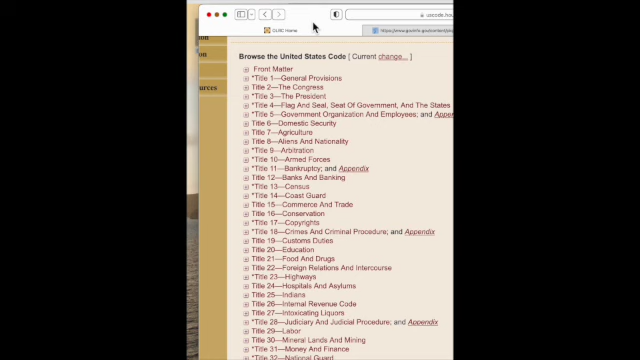 uscode.hou
OLRC Home
on
on
urces
Browse the United States Code [ Current change... ]
Front Matter
*Title 1—General Provisions
Title 2—The Congress
*Title 3—The President
*Title 4—Flag And Seal, Seat Of Government, And The States
*Title 5—Government Organization And Employees; and Appen
Title 6—Domestic Security
Title 7—Agriculture
Title 8—Aliens And Nationality
*Title 9—Arbitration
*Title 10—Armed Forces
*Title 11—Bankruptcy; and Appendix
Title 12—Banks And Banking
*Title 13—Census
*Title 14—Coast Guard
Title 15—Commerce And Trade
Title 16—Conservation
*Title 17—Copyrights
*Title 18—Crimes And Criminal Procedure; and Appendix
Title 19—Customs Duties
Title 20—Education
Title 21—Food And Drugs
Title 22—Foreign Relations And Intercourse
*Title 23—Highways
Title 24—Hospitals And Asylums
Title 25—Indians
Title 26—Internal Revenue Code
Title 27—Intoxicating Liquors
*Title 28—Judiciary And Judicial Procedure; and Appendix
Title 29—Labor
Title 30—Mineral Lands And Mining
*Title 31—Money And Finance
*Title 32—National Guard